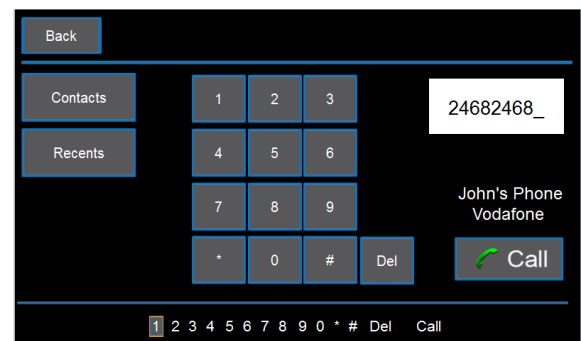 Back
Contacts
1 2 3
24682468_
Recents
4 5 6
7 8 9
John's Phone
Vodafone
* 0 # Del
Call
1 2 3 4 5 6 7 8 9 0 * # Del Call